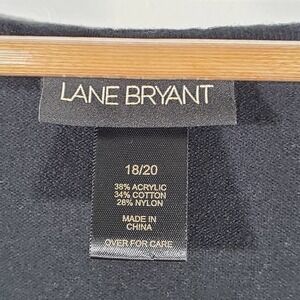 LANE BRYANT
18/20
38% ACRYLIC
34% COTTON
28% NYLON
MADE IN
CHINA
OVER FOR CARE